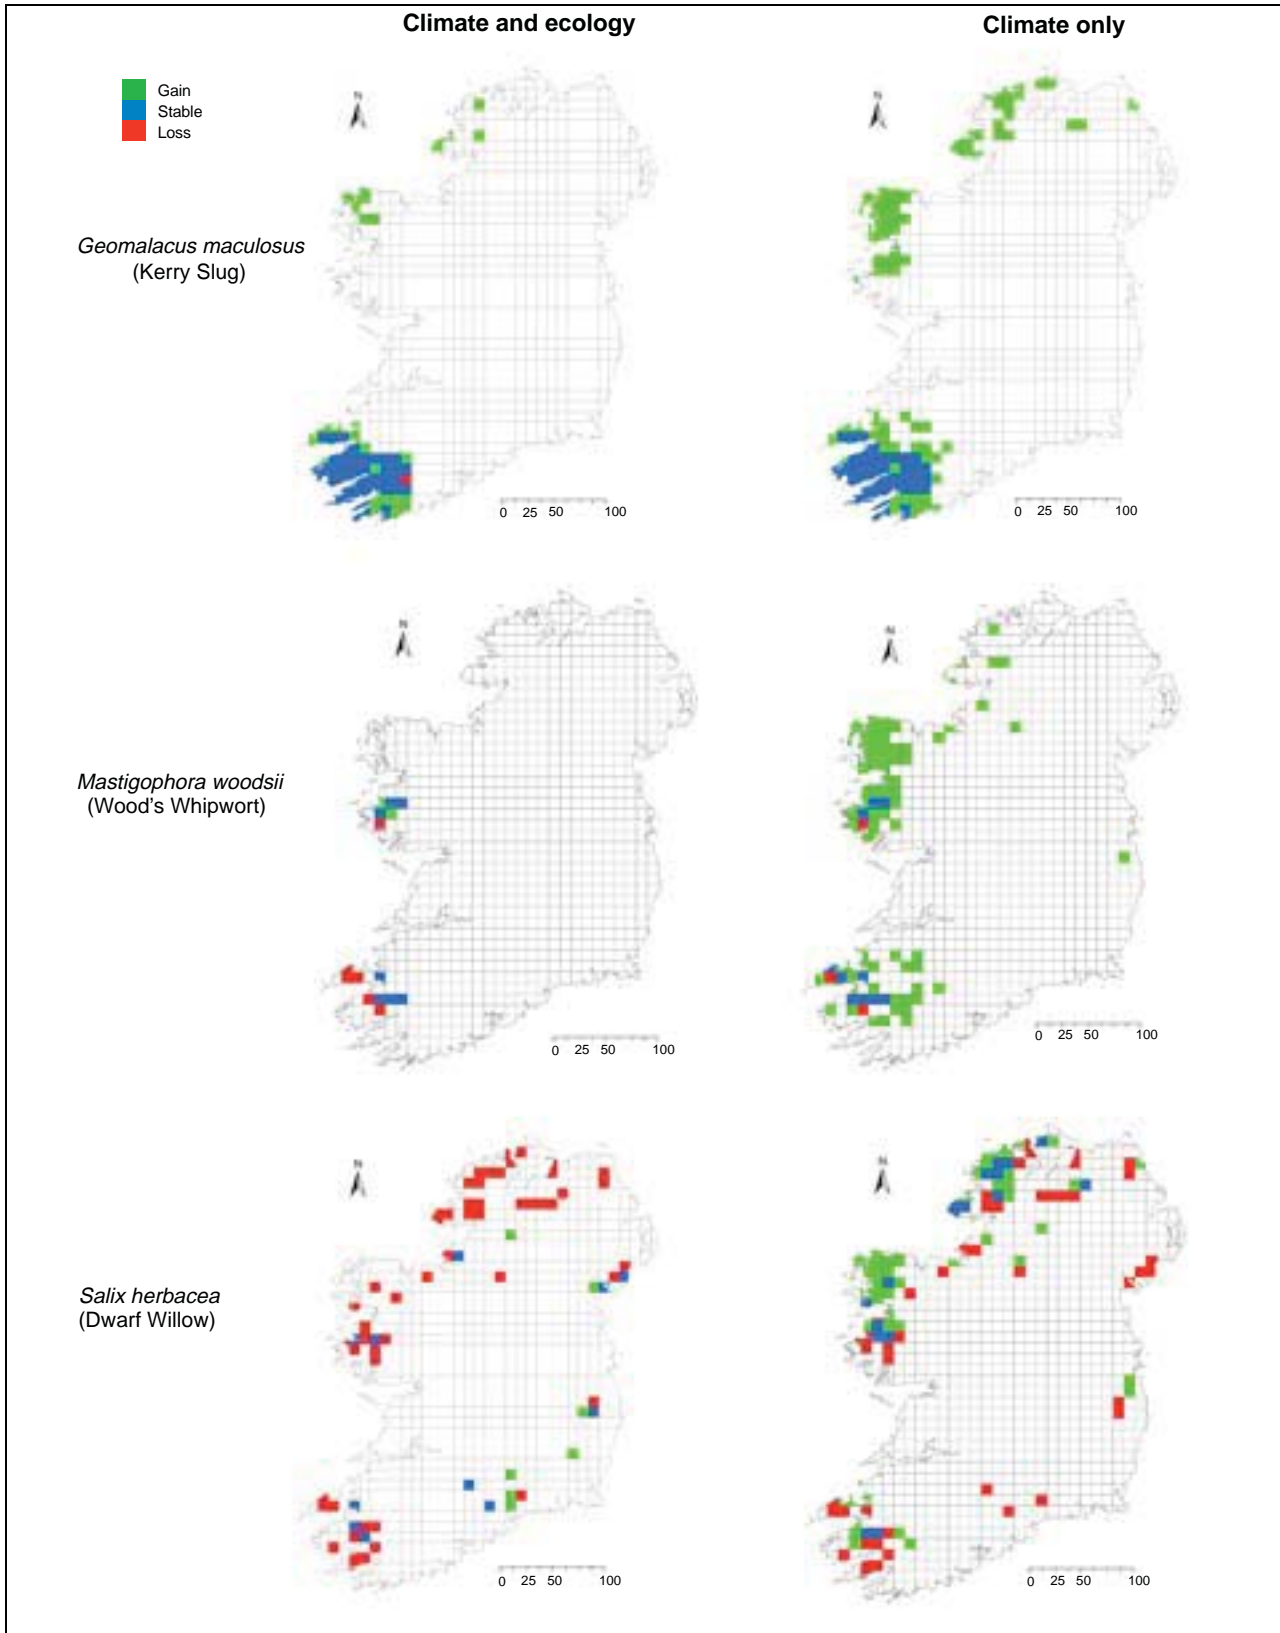 Climate and ecology
Climate only
Gain
Stable
Loss
N
N
Geomalacus maculosus
(Kerry Slug)
0 25 50 100
0 25 50 100
N
N
Mastigophora woodsii
(Wood's Whipwort)
0 25 50 100
0 25 50 100
N
N
Salix herbacea
(Dwarf Willow)
0 25 50 100
0 25 50 100